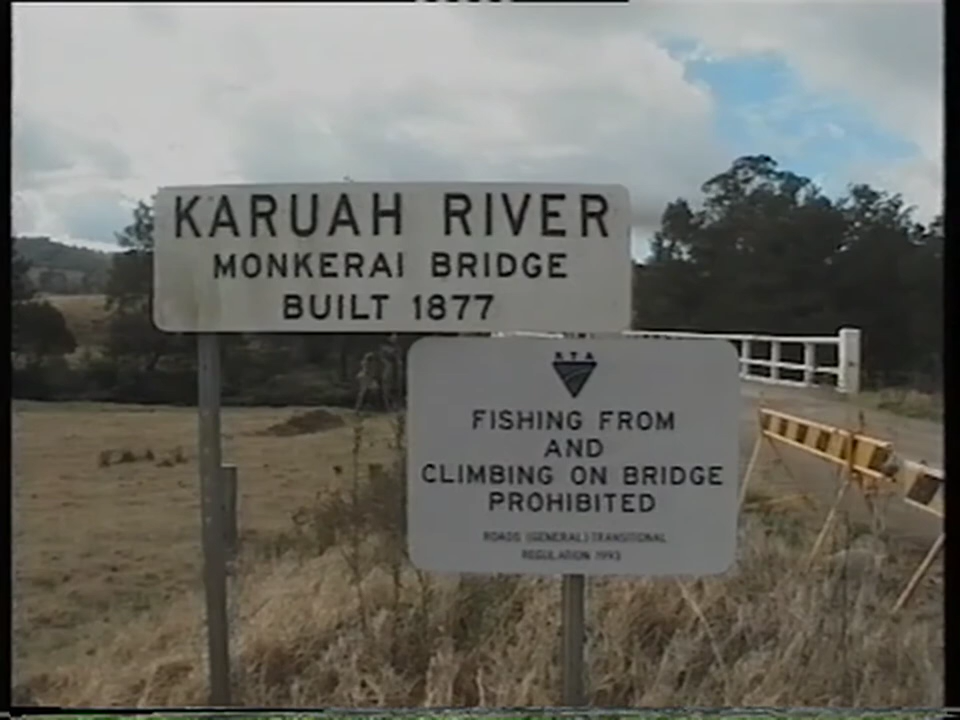 KARUAH RIVER
MONKERAI BRIDGE
BUILT 1877
RTA
FISHING FROM
AND
CLIMBING ON BRIDGE
PROHIBITED
ROADS (GENERAL) TRANSITIONAL
REGULATION 1993